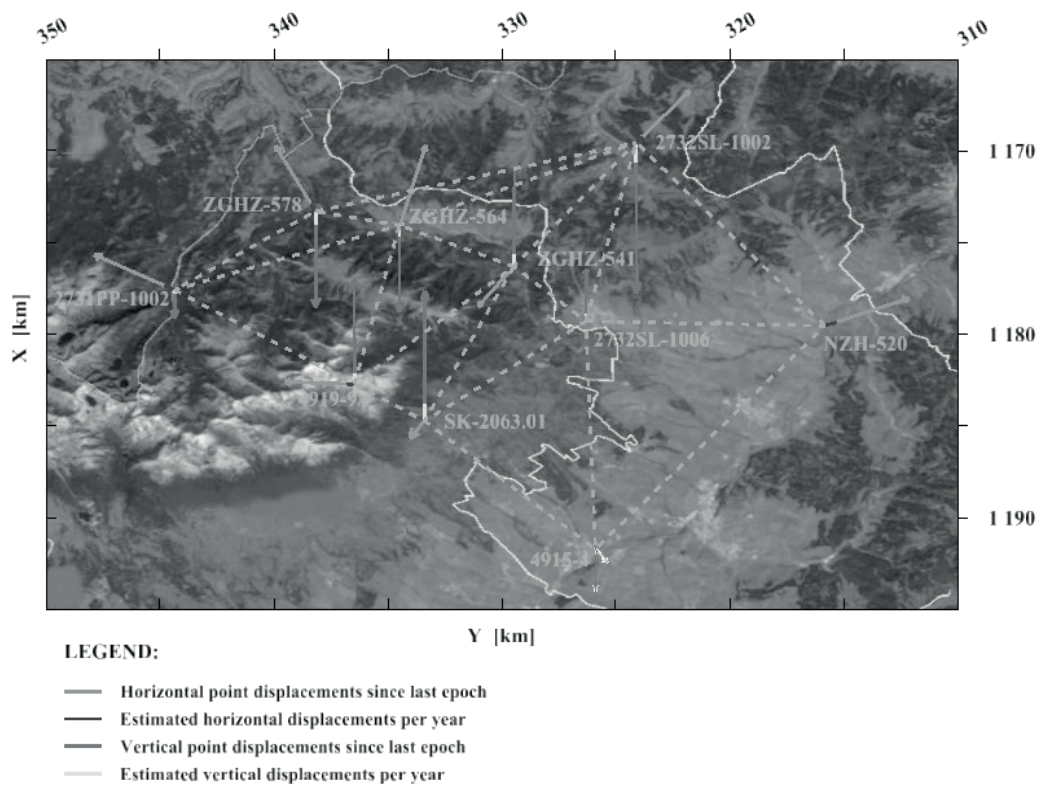 350
340
330
320
310
2732SL-1002
1 170
ZGHZ-578
ZGHZ-564
ZGHZ-541
2731PP-1002
X [km]
1 180
2732SL-1006
NZH-520
SK-2063.01
1 190
Y [km]
LEGEND:
Horizontal point displacements since last epoch
Estimated horizontal displacements per year
Vertical point displacements since last epoch
Estimated vertical displacements per year